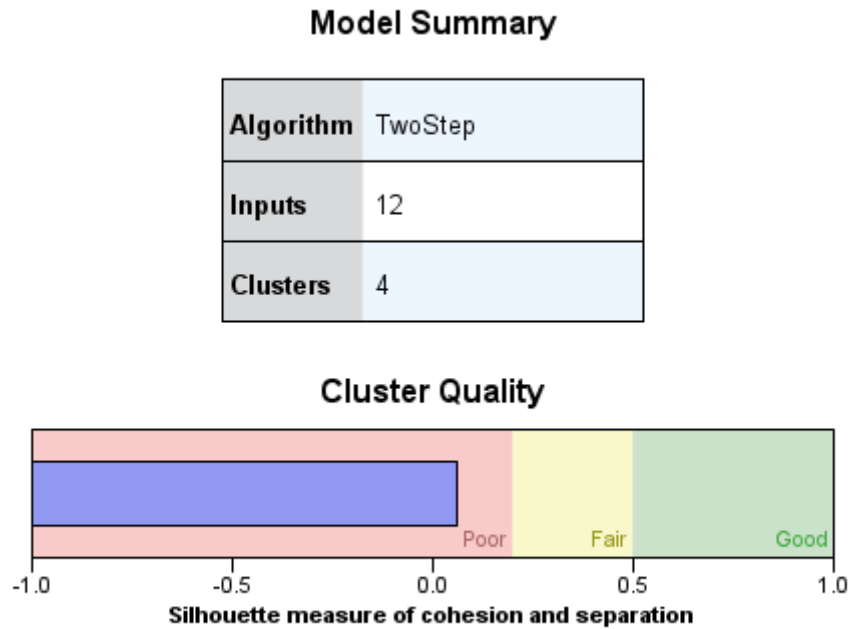 Model Summary
Algorithm TwoStep
Inputs 12
Clusters 4
Cluster Quality
Poor Fair Good
-1.0 -0.5 0.0 0.5 1.0
Silhouette measure of cohesion and separation